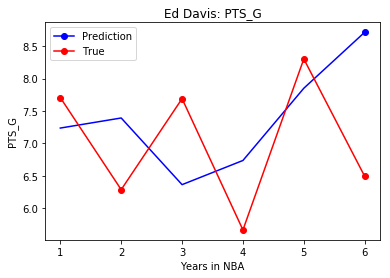 Ed Davis: PTS_G
Prediction
True
8.5
8.0
7.5
7.0
6.5
6.0
PTS_G
1 2 3 4 5 6
Years in NBA